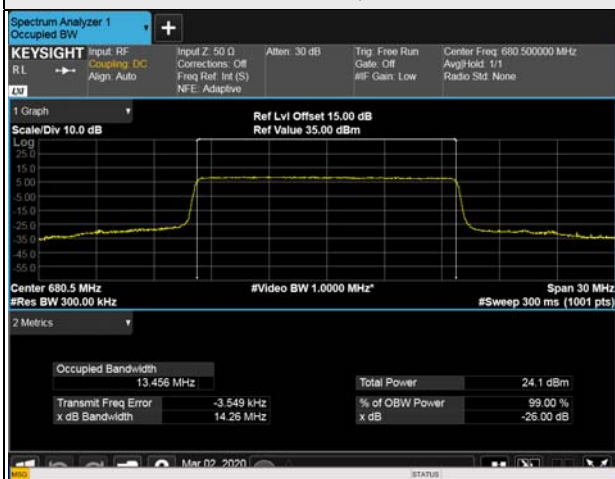 Spectrum Analyzer 1
Occupied BW
+
KEYSIGHT Input: RF Input Z: 50 Ω Atten: 30 dB Trig: Free Run Center Freq: 680.500000 MHz
RL Coupling: DC Corrections: Off Gate: Off Avg|Hold: 1/1
Align: Auto Freq Ref: Int (S) #IF Gain: Low Radio Std: None
LXI NFE: Adaptive
1 Graph Ref Lvl Offset 15.00 dB
Scale/Div 10.0 dB Ref Value 35.00 dBm
Log
25.0
15.0
5.00
-5.00
-15.0
-25.0
-35.0
-45.0
-55.0
Center 680.5 MHz #Video BW 1.0000 MHz* Span 30 MHz
#Res BW 300.00 kHz #Sweep 300 ms (1001 pts)
2 Metrics
Occupied Bandwidth
13.456 MHz Total Power 24.1 dBm
Transmit Freq Error -3.549 kHz % of OBW Power 99.00 %
x dB Bandwidth 14.26 MHz x dB -26.00 dB
Mar 02, 2020
MSG STATUS